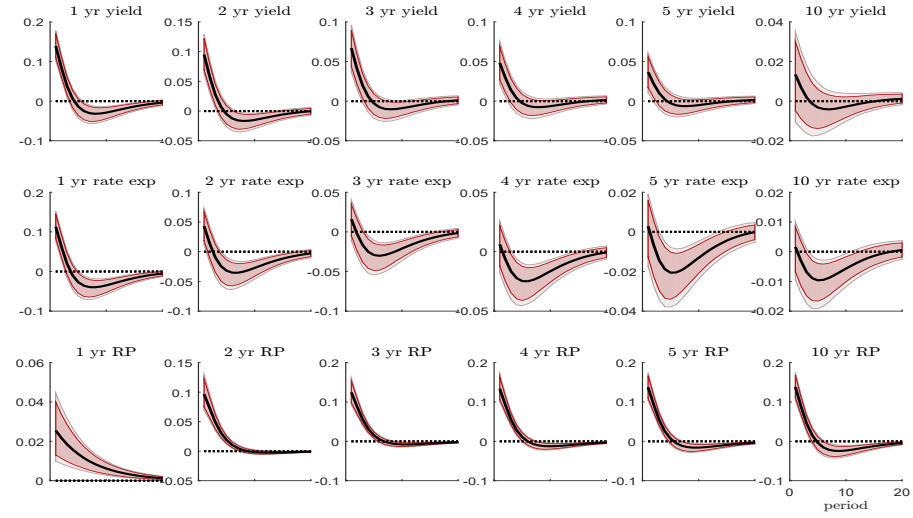 1 yr yield 2 yr yield 3 yr yield 4 yr yield 5 yr yield 10 yr yield
0.2 0.15 0.1 0.1 0.1 0.04
0.1 0.1 0.05 0.05 0.05 0.02
0 0.05 0 0 0 0
-0.1 0 -0.05 -0.05 -0.05 -0.02
-0.05 -0.04
1 yr rate exp 2 yr rate exp 3 yr rate exp 4 yr rate exp 5 yr rate exp 10 yr rate exp
0.2 0.1 0.05 0.05 0.02 0.02
0.1 0.05 0 0 0 0.01
0 0 -0.05 -0.05 -0.02 0
-0.1 -0.05 -0.1 -0.04 -0.01
-0.1 -0.02
1 yr RP 2 yr RP 3 yr RP 4 yr RP 5 yr RP 10 yr RP
0.06 0.15 0.2 0.2 0.2 0.2
0.04 0.1 0.1 0.1 0.1 0.1
0.02 0.05 0 0 0 0
0 0 -0.1 -0.1 -0.1 -0.1
-0.05
0 10 20
period